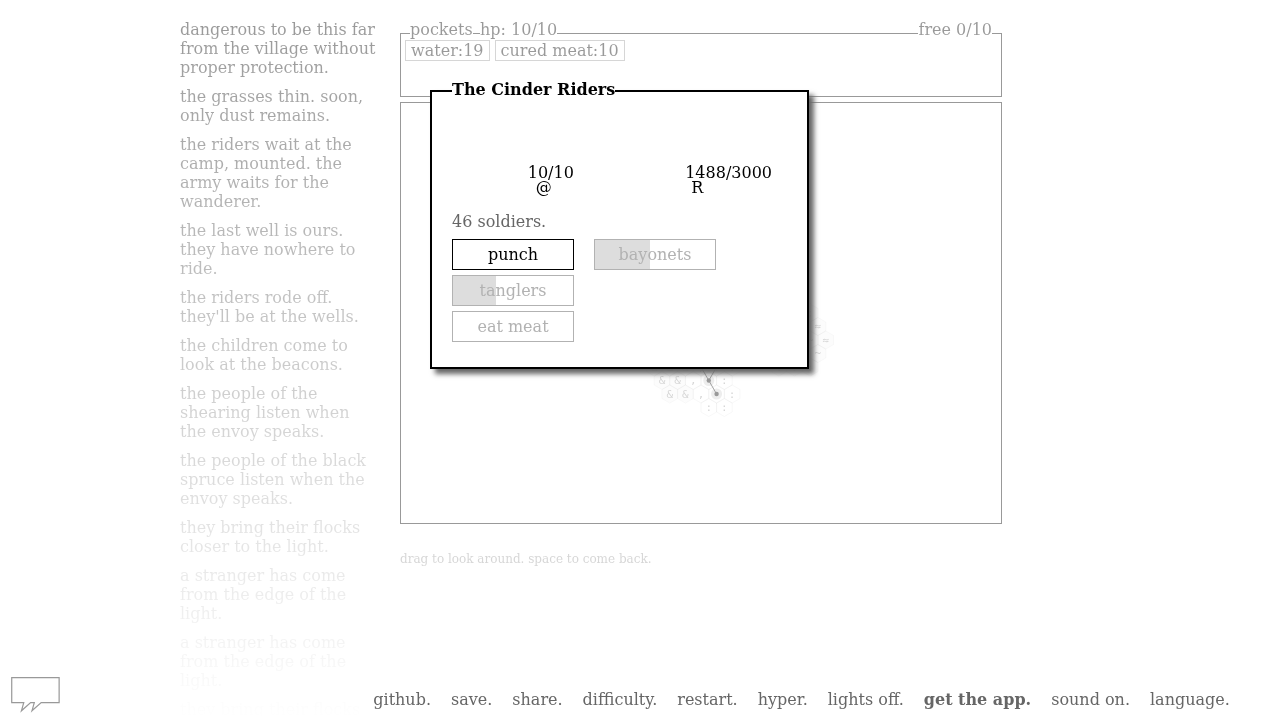 dangerous to be this far
from the village without
proper protection.
the grasses thin. soon,
only dust remains.
the riders wait at the
camp, mounted. the
army waits for the
wanderer.
the last well is ours.
they have nowhere to
ride.
the riders rode off.
they'll be at the wells.
the children come to
look at the beacons.
the people of the
shearing listen when
the envoy speaks.
the people of the black
spruce listen when the
envoy speaks.
they bring their flocks
closer to the light.
a stranger has come
from the edge of the
light.
a stranger has come
from the edge of the
light.
pockets hp: 10/10 free 0/10
water:19 cured meat:10
The Cinder Riders
10/10 1488/3000
@ R
46 soldiers.
punch bayonets
tanglers
eat meat
& & , :
& & , :
: :
drag to look around. space to come back.
github. save. share. difficulty. restart. hyper. lights off. get the app. sound on. language.